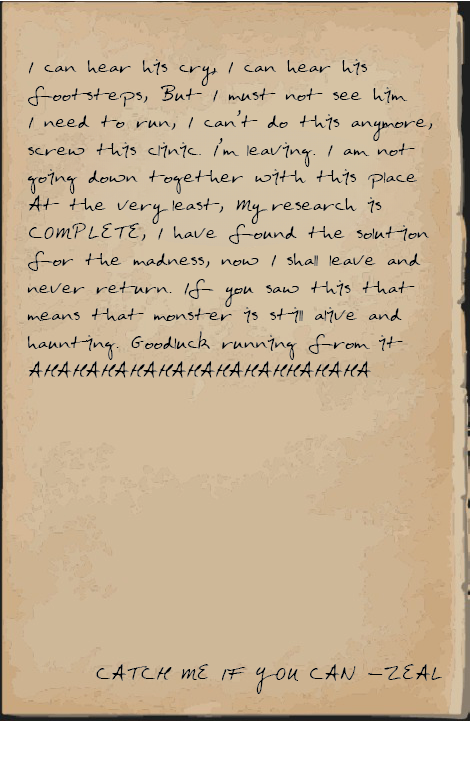 I can hear his cry, I can hear his
footsteps, But I must not see him
I need to run, I can't do this anymore,
screw this clinic. I'm leaving. I am not
going down together with this place
At the very least, My research is
COMPLETE, I have found the solution
for the madness, now I shall leave and
never return. If you saw this that
means that monster is still alive and
haunting. Goodluck running from it
AHAHAHAHAHAHAHAHAHAHHAHAHA
CATCH ME IF YOU CAN -ZEAL